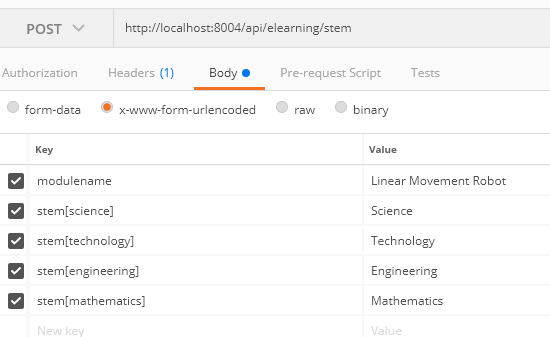 POST http://localhost:8004/api/elearning/stem
Authorization Headers (1) Body Pre-request Script Tests
form-data x-www-form-urlencoded raw binary
Key Value
modulename Linear Movement Robot
stem[science] Science
stem[technology] Technology
stem[engineering] Engineering
stem[mathematics] Mathematics
New key Value